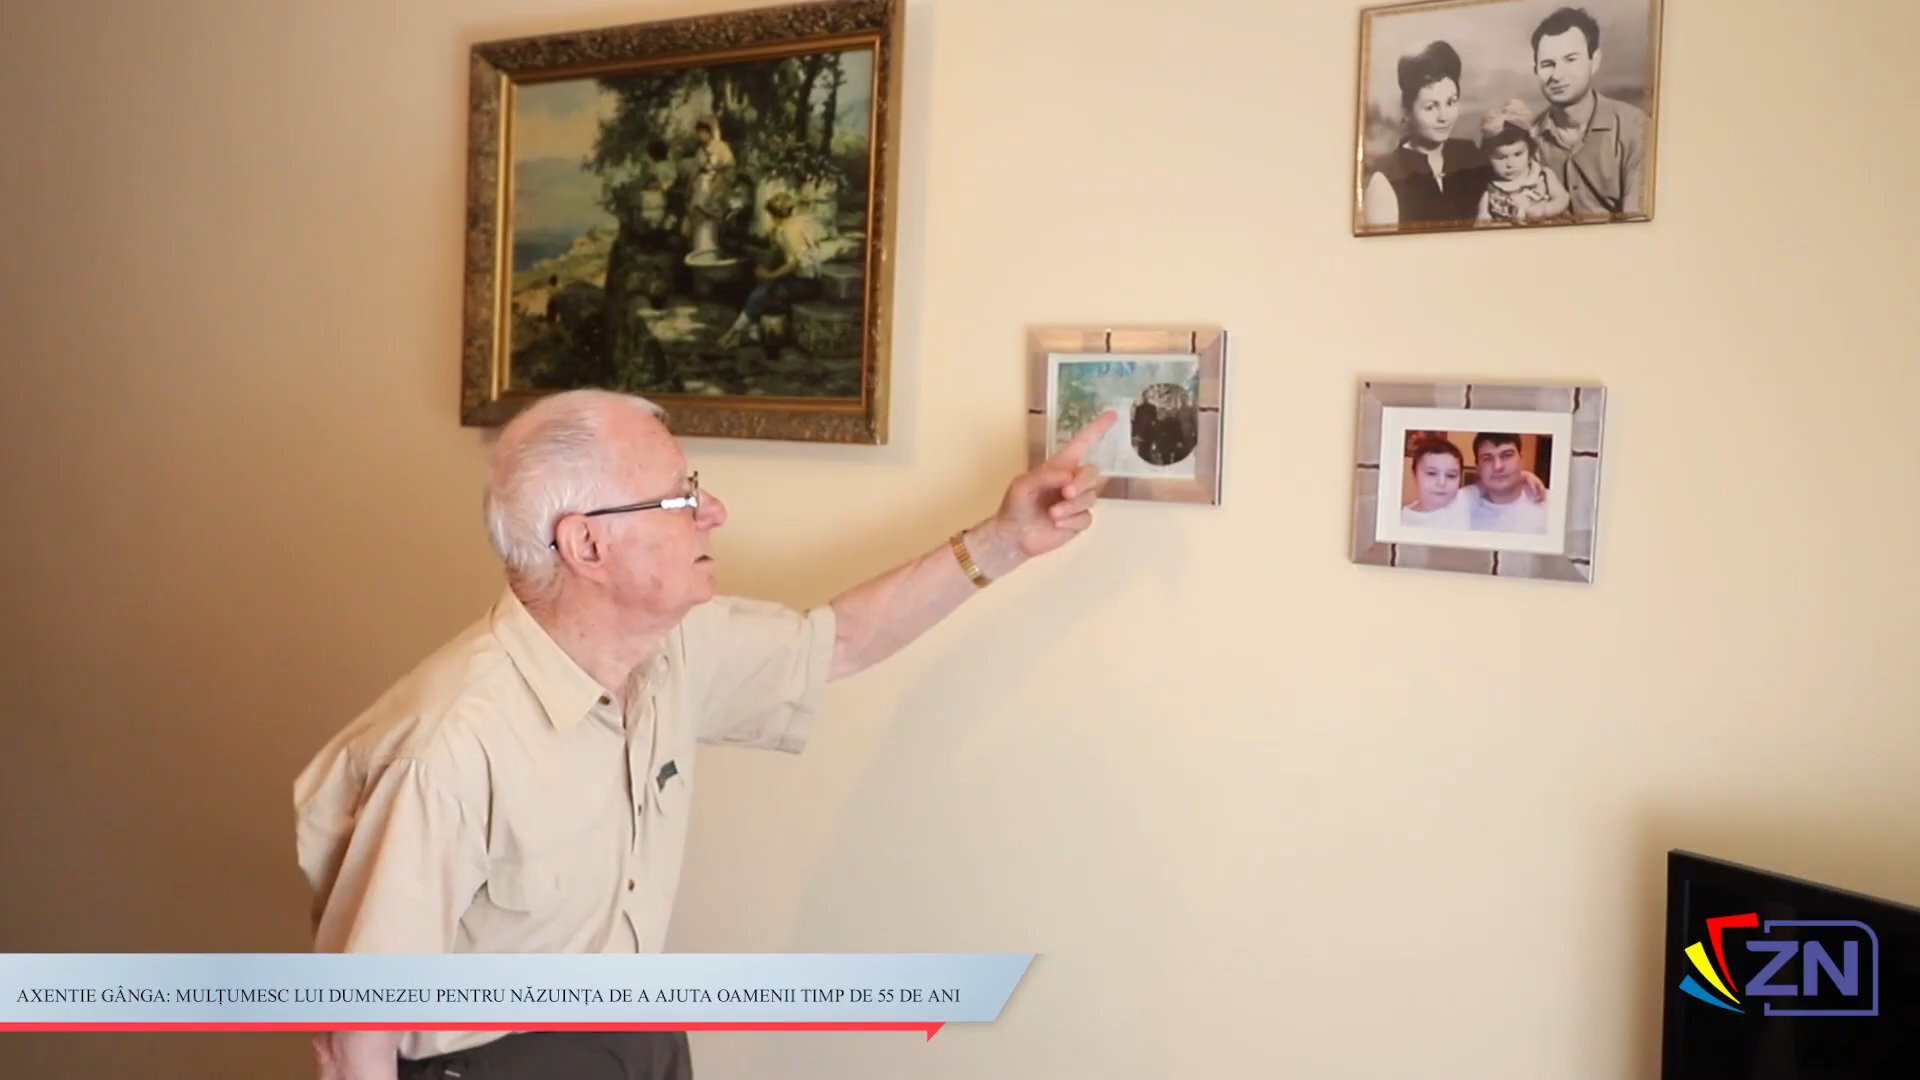 AXENTIE GÂNGA: MULȚUMESC LUI DUMNEZEU PENTRU NĂZUINȚA DE A AJUTA OAMENII TIMP DE 55 DE ANI
ZN